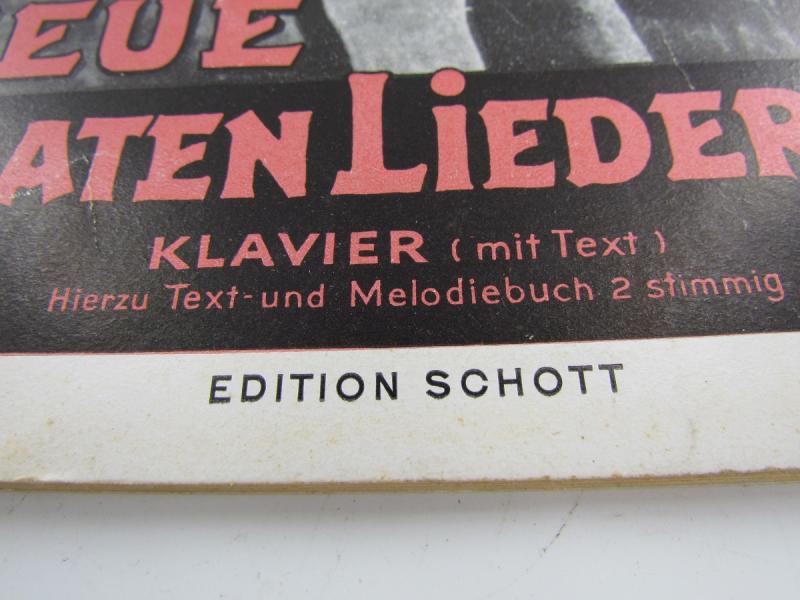 EUE
ATEN LiEDER
KLAVIER (mit Text)
Hierzu Text- und Melodiebuch 2 stimmig
EDITION SCHOTT